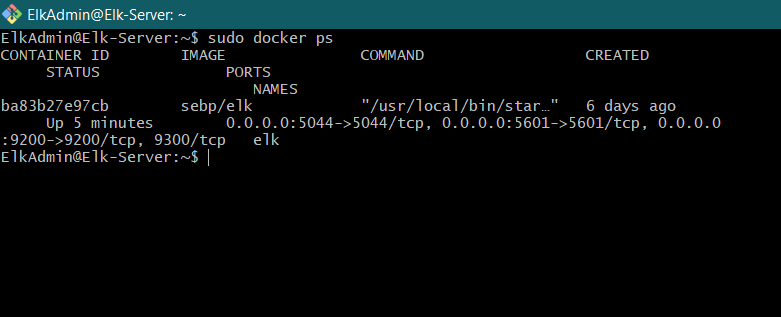 ElkAdmin@Elk-Server: ~
ElkAdmin@Elk-Server:~$ sudo docker ps
CONTAINER ID IMAGE COMMAND CREATED
STATUS PORTS
NAMES
ba83b27e97cb sebp/elk "/usr/local/bin/star…" 6 days ago
Up 5 minutes 0.0.0.0:5044->5044/tcp, 0.0.0.0:5601->5601/tcp, 0.0.0.0
:9200->9200/tcp, 9300/tcp elk
ElkAdmin@Elk-Server:~$